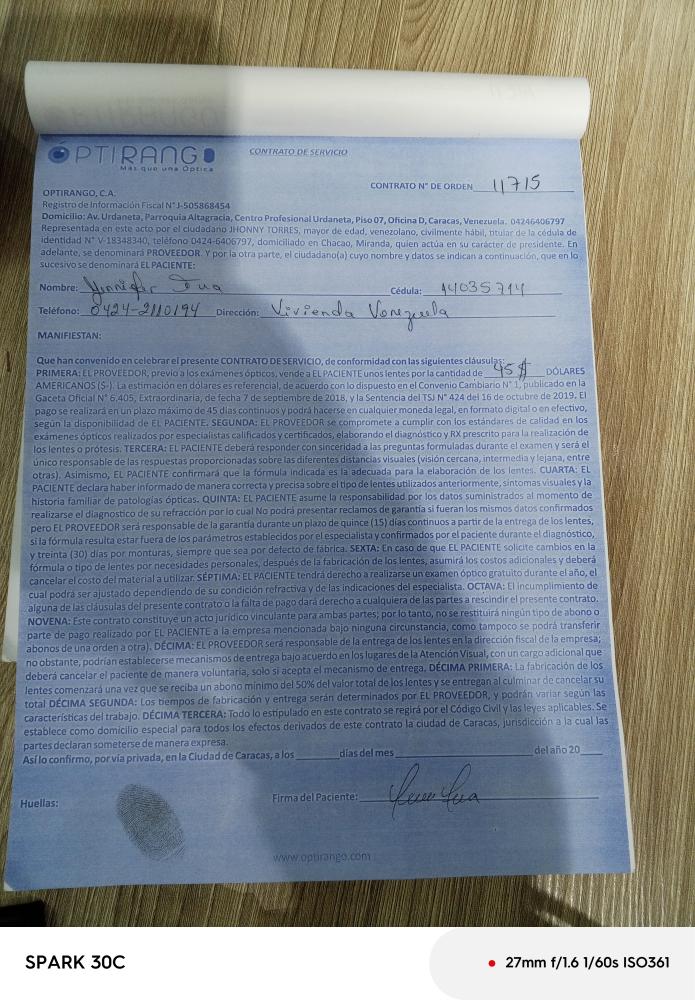 ÓPTIRANGO
Más que una Óptica
CONTRATO DE SERVICIO
CONTRATO N° DE ORDEN 11715
OPTIRANGO, C.A.
Registro de Información Fiscal N° J-505868454
Domicilio: Av. Urdaneta, Parroquia Altagracia, Centro Profesional Urdaneta, Piso 07, Oficina D, Caracas, Venezuela. 04246406797
Representada en este acto por el ciudadano JHONNY TORRES, mayor de edad, venezolano, civilmente hábil, titular de la cédula de
identidad N° V-18348340, teléfono 0424-6406797, domiciliado en Chacao, Miranda, quien actúa en su carácter de presidente. En
adelante, se denominará PROVEEDOR. Y por la parte otra, el ciudadano(a) cuyo nombre y datos se indican a continuación, que en lo
sucesivo se denominará EL PACIENTE:
Nombre: Yennifer Cédula: 14035714
Teléfono: 0424-2110194 Dirección: Vivienda Venezuela
MANIFIESTAN:
Que han convenido en celebrar el presente CONTRATO DE SERVICIO, de conformidad con las siguientes cláusulas:
PRIMERA: EL PROVEEDOR, previo a los exámenes ópticos, vende a EL PACIENTE unos lentes por la cantidad de 45 $ DÓLARES
AMERICANOS (S-). La estimación en dólares es referencial, de acuerdo con lo dispuesto en el Convenio Cambiario N° 1, publicado en la
Gaceta Oficial N° 6.405, Extraordinaria, de fecha 7 de septiembre de 2018, y la Sentencia del TSJ N° 424 del 16 de octubre de 2019. El
pago se realizará en un plazo máximo de 45 días continuos y podrá hacerse en cualquier moneda legal, en formato digital o en efectivo,
según la disponibilidad de EL PACIENTE. SEGUNDA: EL PROVEEDOR se compromete a cumplir con los estándares de calidad en los
exámenes ópticos realizados por especialistas calificados y certificados, elaborando el diagnóstico y RX prescrito para la realización de
los lentes o prótesis. TERCERA: EL PACIENTE deberá responder con sinceridad a las preguntas formuladas durante el examen y será el
único responsable de las respuestas proporcionadas sobre las diferentes distancias visuales (visión cercana, intermedia y lejana, entre
otras). Asimismo, EL PACIENTE confirmará que la fórmula indicada es la adecuada para la elaboración de los lentes. CUARTA: EL
PACIENTE declara haber informado de manera correcta y precisa sobre el tipo de lentes utilizados anteriormente, síntomas visuales y la
historia familiar de patologías ópticas. QUINTA: EL PACIENTE asume la responsabilidad por los datos suministrados al momento de
realizarse el diagnostico de su refracción por lo cual No podrá presentar reclamos de garantía si fueran los mismos datos confirmados
pero EL PROVEEDOR será responsable de la garantía durante un plazo de quince (15) días continuos a partir de la entrega de los lentes,
si la fórmula resulta estar fuera de los parámetros establecidos por el especialista y confirmados por el paciente durante el diagnóstico,
y treinta (30) días por monturas, siempre que sea por defecto de fábrica. SEXTA: En caso de que EL PACIENTE solicite cambios en la
fórmula o tipo de lentes por necesidades personales, después de la fabricación de los lentes, asumirá los costos adicionales y deberá
cancelar el costo del material a utilizar. SÉPTIMA: EL PACIENTE tendrá derecho a realizarse un examen óptico gratuito durante el año, el
cual podrá ser ajustado dependiendo de su condición refractiva y de las indicaciones del especialista. OCTAVA: El incumplimiento de
alguna de las cláusulas del presente contrato o la falta de pago dará derecho a cualquiera de las partes a rescindir el presente contrato.
NOVENA: Este contrato constituye un acto jurídico vinculante para ambas partes; por lo tanto, no se restituirá ningún tipo de abono o
parte de pago realizado por EL PACIENTE a la empresa mencionada bajo ninguna circunstancia, como tampoco se podrá transferir
abonos de una orden a otra). DÉCIMA: EL PROVEEDOR será responsable de la entrega de los lentes en la dirección fiscal de la empresa;
no obstante, podrían establecerse mecanismos de entrega bajo acuerdo en los lugares de la Atención Visual, con un cargo adicional que
deberá cancelar el paciente de manera voluntaria, solo si acepta el mecanismo de entrega. DÉCIMA PRIMERA: La fabricación de los
lentes comenzará una vez que se reciba un abono mínimo del 50% del valor total de los lentes y se entregan al culminar de cancelar su
total DÉCIMA SEGUNDA: Los tiempos de fabricación y entrega serán determinados por EL PROVEEDOR, y podrán variar según las
características del trabajo. DÉCIMA TERCERA: Todo lo estipulado en este contrato se regirá por el Código Civil y las leyes aplicables. Se
establece como domicilio especial para todos los efectos derivados de este contrato la ciudad de Caracas, jurisdicción a la cual las
partes declaran someterse de manera expresa.
Así lo confirmo, por vía privada, en la Ciudad de Caracas, a los ______ días del mes ____________ del año 20___
Huellas:
Firma del Paciente:
www.optirango.com
SPARK 30C
27mm f/1.6 1/60s ISO361